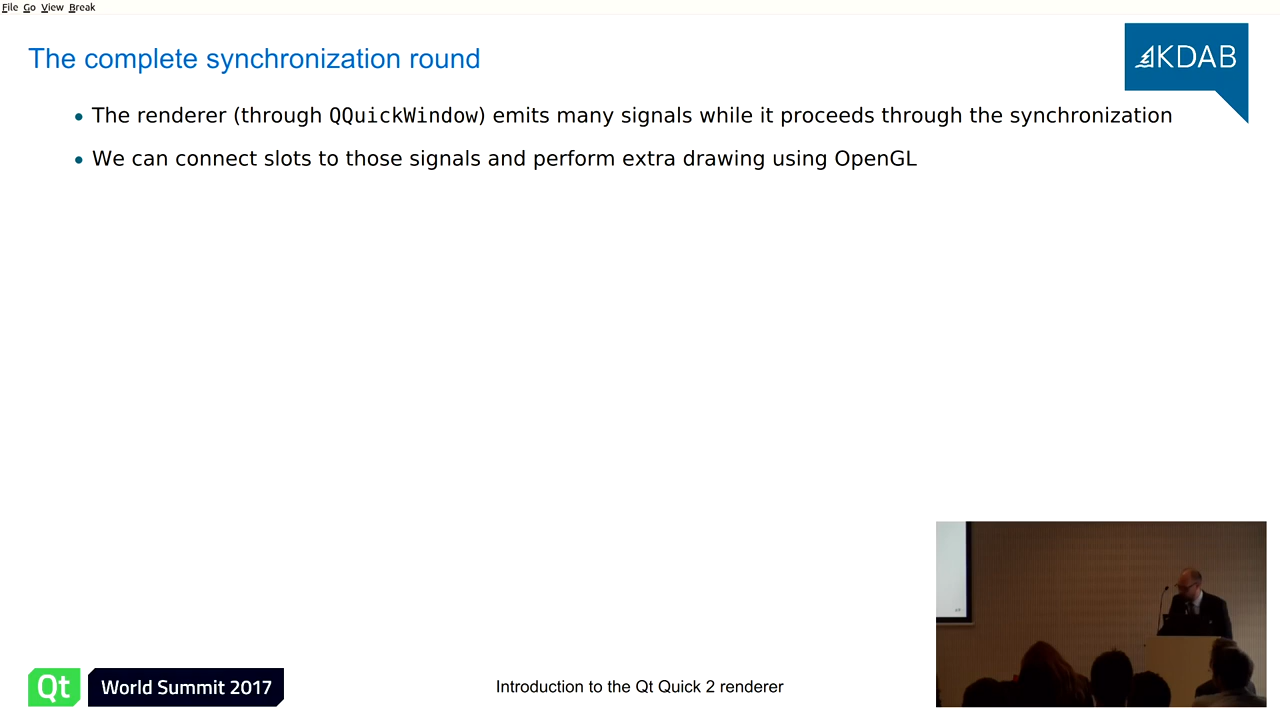 File Go View Break
The complete synchronization round
KDAB
• The renderer (through QQuickWindow) emits many signals while it proceeds through the synchronization
• We can connect slots to those signals and perform extra drawing using OpenGL
Qt World Summit 2017
Introduction to the Qt Quick 2 renderer